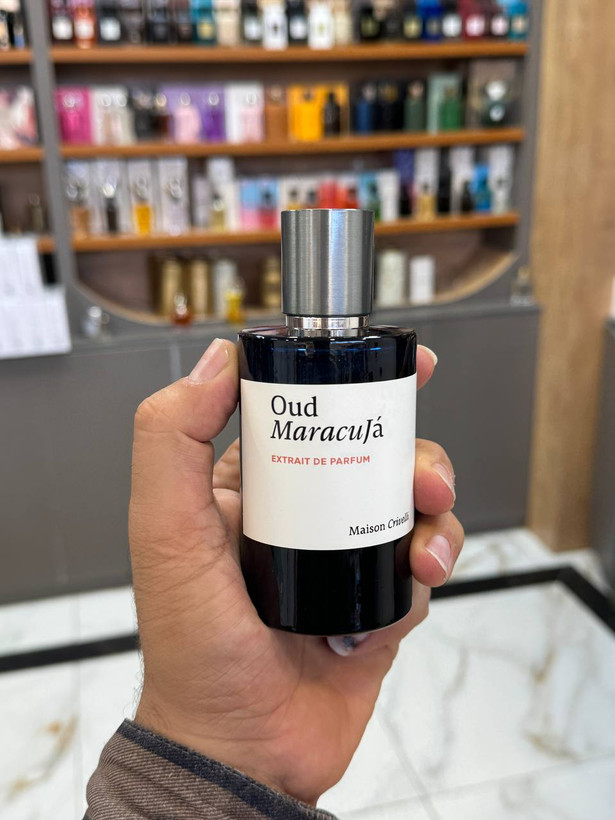 Oud
MaracuJá
EXTRAIT DE PARFUM
Maison Crivelli